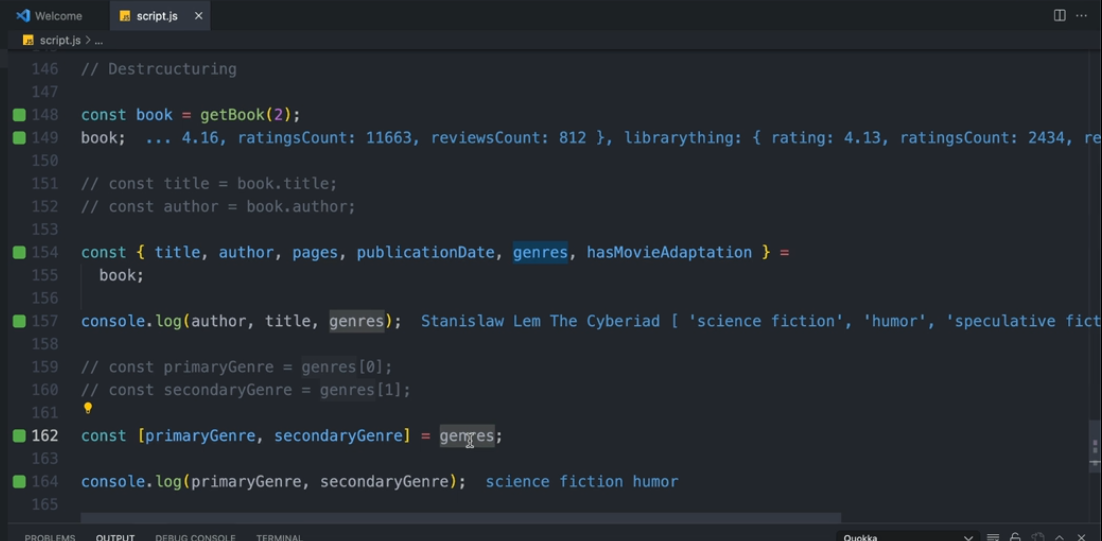 Welcome script.js
script.js > ...
146 // Destrcucturing
147
148 const book = getBook(2);
149 book; ... 4.16, ratingsCount: 11663, reviewsCount: 812 }, librarything: { rating: 4.13, ratingsCount: 2434, re
150
151 // const title = book.title;
152 // const author = book.author;
153
154 const { title, author, pages, publicationDate, genres, hasMovieAdaptation } =
155 book;
156
157 console.log(author, title, genres); Stanislaw Lem The Cyberiad [ 'science fiction', 'humor', 'speculative fict
158
159 // const primaryGenre = genres[0];
160 // const secondaryGenre = genres[1];
161
162 const [primaryGenre, secondaryGenre] = genres;
163
164 console.log(primaryGenre, secondaryGenre); science fiction humor
165
PROBLEMS OUTPUT DEBUG CONSOLE TERMINAL Quokka